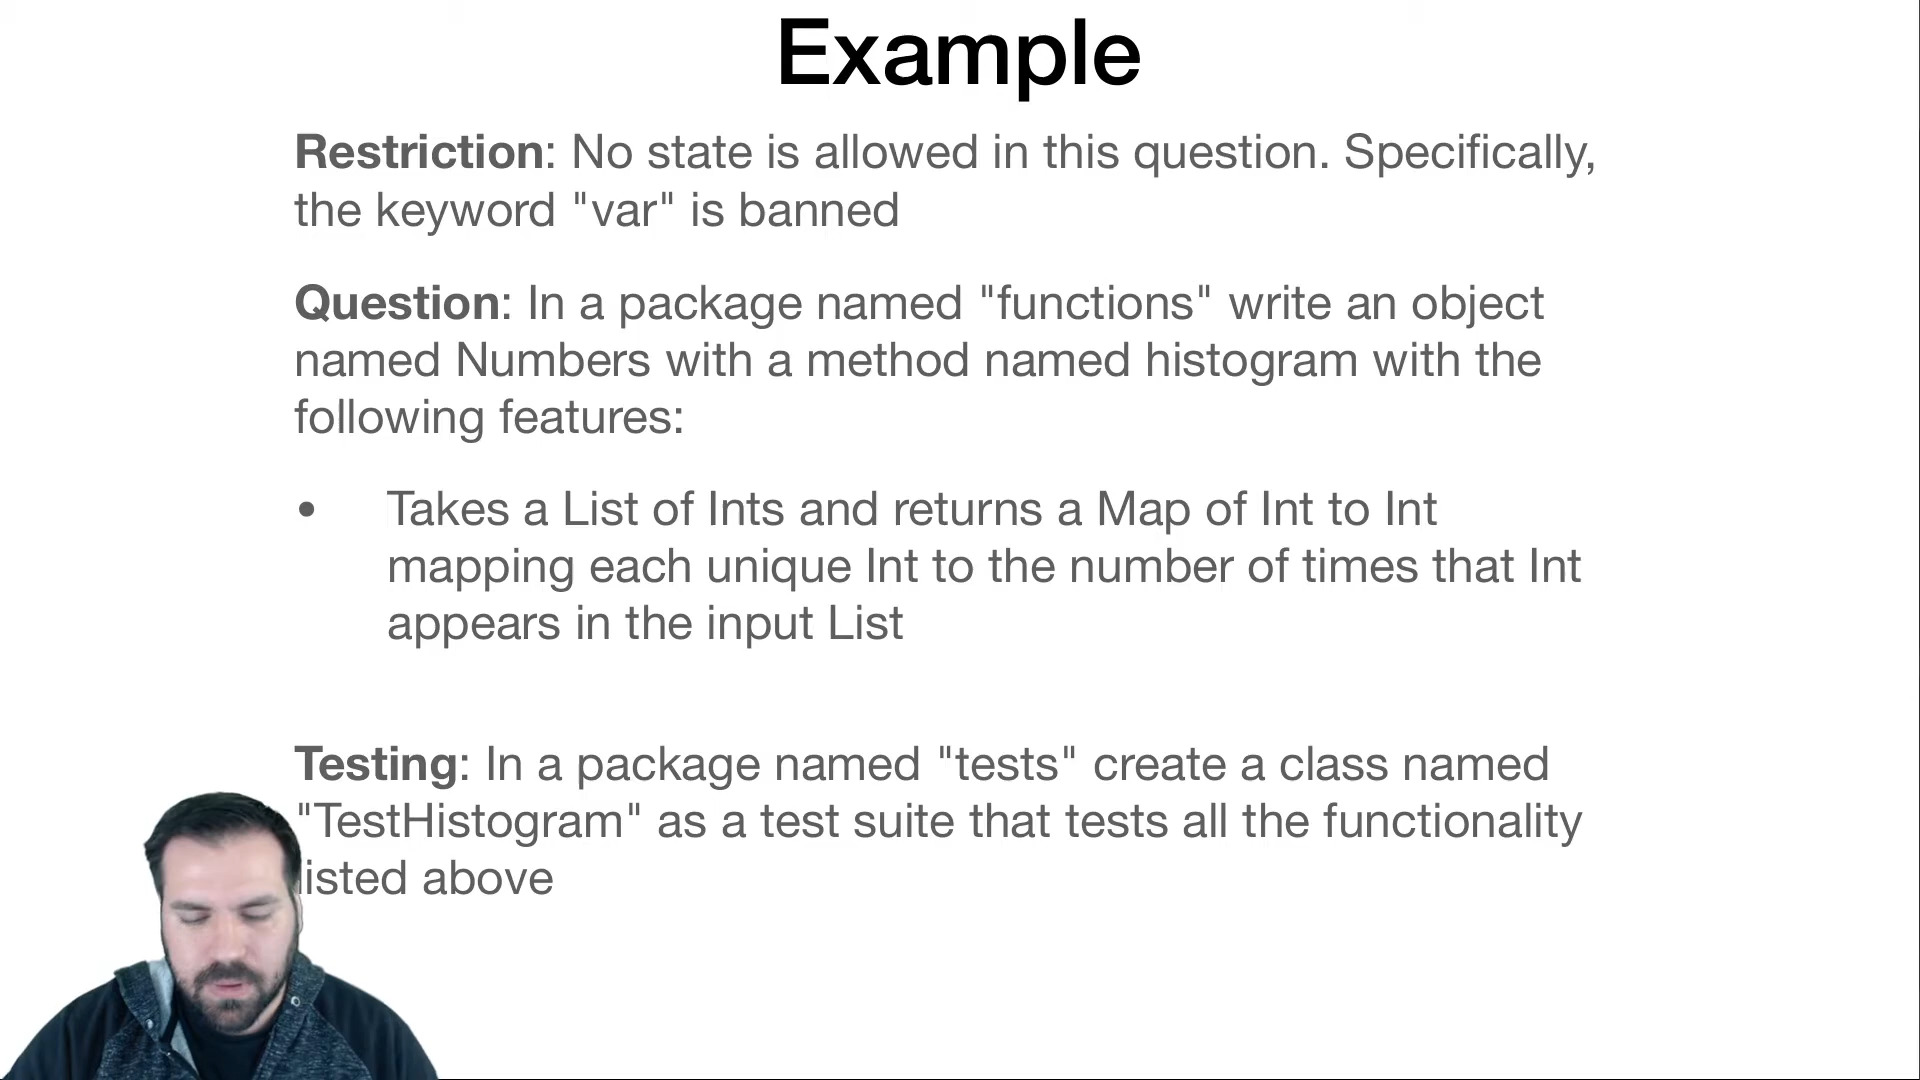 Example
Restriction: No state is allowed in this question. Specifically,
the keyword "var" is banned
Question: In a package named "functions" write an object
named Numbers with a method named histogram with the
following features:
• Takes a List of Ints and returns a Map of Int to Int
mapping each unique Int to the number of times that Int
appears in the input List
Testing: In a package named "tests" create a class named
"TestHistogram" as a test suite that tests all the functionality
listed above